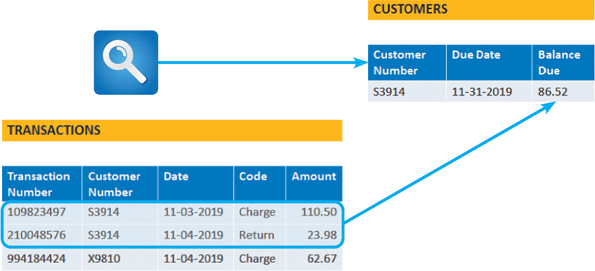 CUSTOMERS
Customer Number Due Date Balance Due
S3914 11-31-2019 86.52
TRANSACTIONS
Transaction Number Customer Number Date Code Amount
109823497 S3914 11-03-2019 Charge 110.50
210048576 S3914 11-04-2019 Return 23.98
994184424 X9810 11-04-2019 Charge 62.67